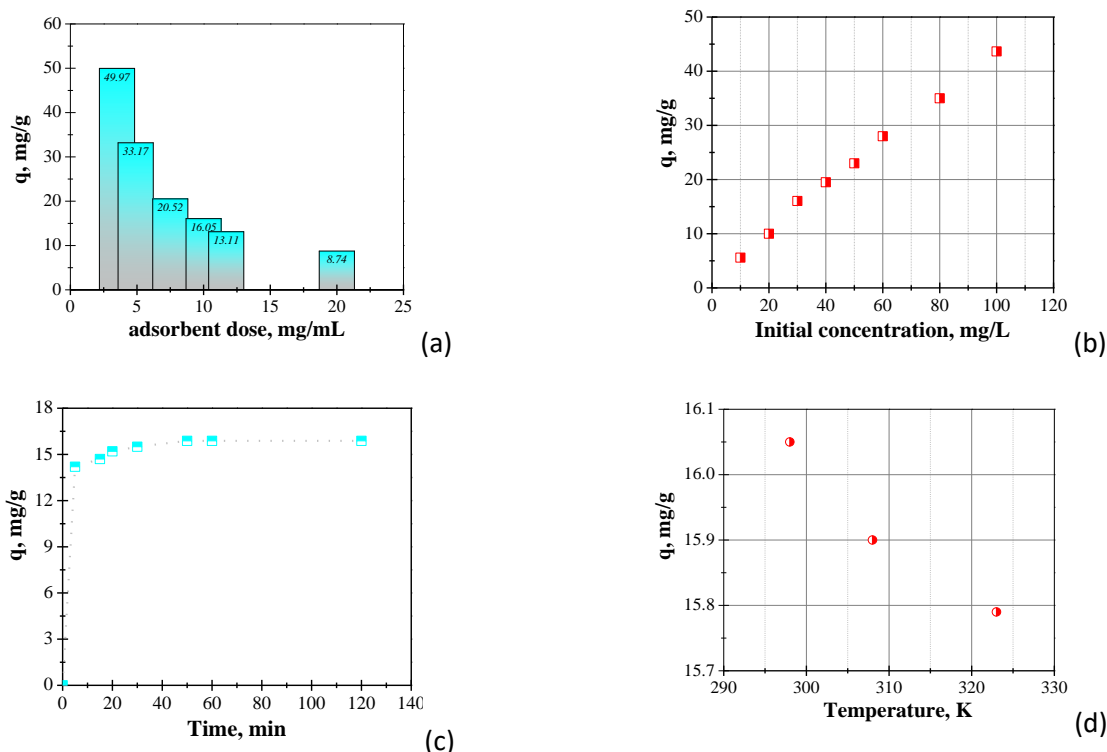 60
50
40
30
20
10
0
q, mg/g
49.97
33.17
20.52
16.05
13.11
8.74
0 5 10 15 20 25
adsorbent dose, mg/mL
(a)
50
40
30
20
10
0
q, mg/g
0 20 40 60 80 100 120
Initial concentration, mg/L
(b)
18
15
12
9
6
3
0
q, mg/g
0 20 40 60 80 100 120 140
Time, min
(c)
16.1
16.0
15.9
15.8
15.7
q, mg/g
290 300 310 320 330
Temperature, K
(d)